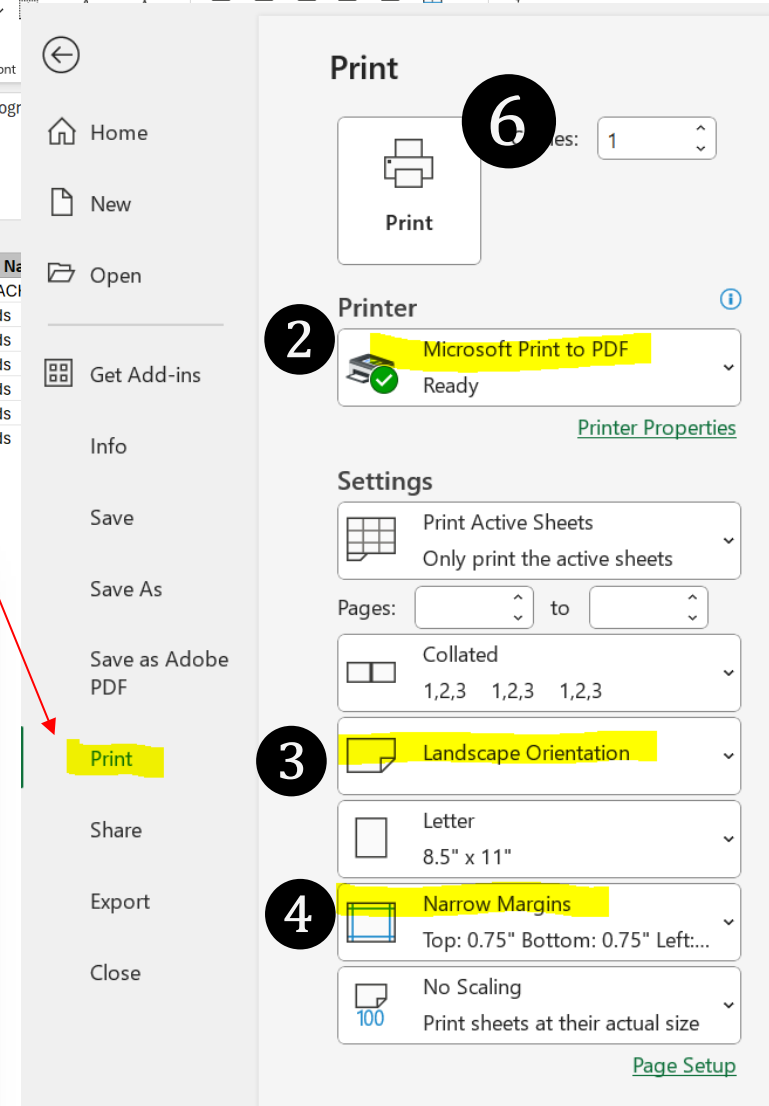 Print
6
1
Print
Home
New
Open
Get Add-ins
Info
Save
Save As
Save as Adobe
PDF
Print
Share
Export
Close
2
Printer
Microsoft Print to PDF
Ready
Printer Properties
Settings
Print Active Sheets
Only print the active sheets
Pages: to
Collated
1,2,3 1,2,3 1,2,3
3
Landscape Orientation
Letter
8.5" x 11"
4
Narrow Margins
Top: 0.75" Bottom: 0.75" Left:...
No Scaling
100
Print sheets at their actual size
Page Setup